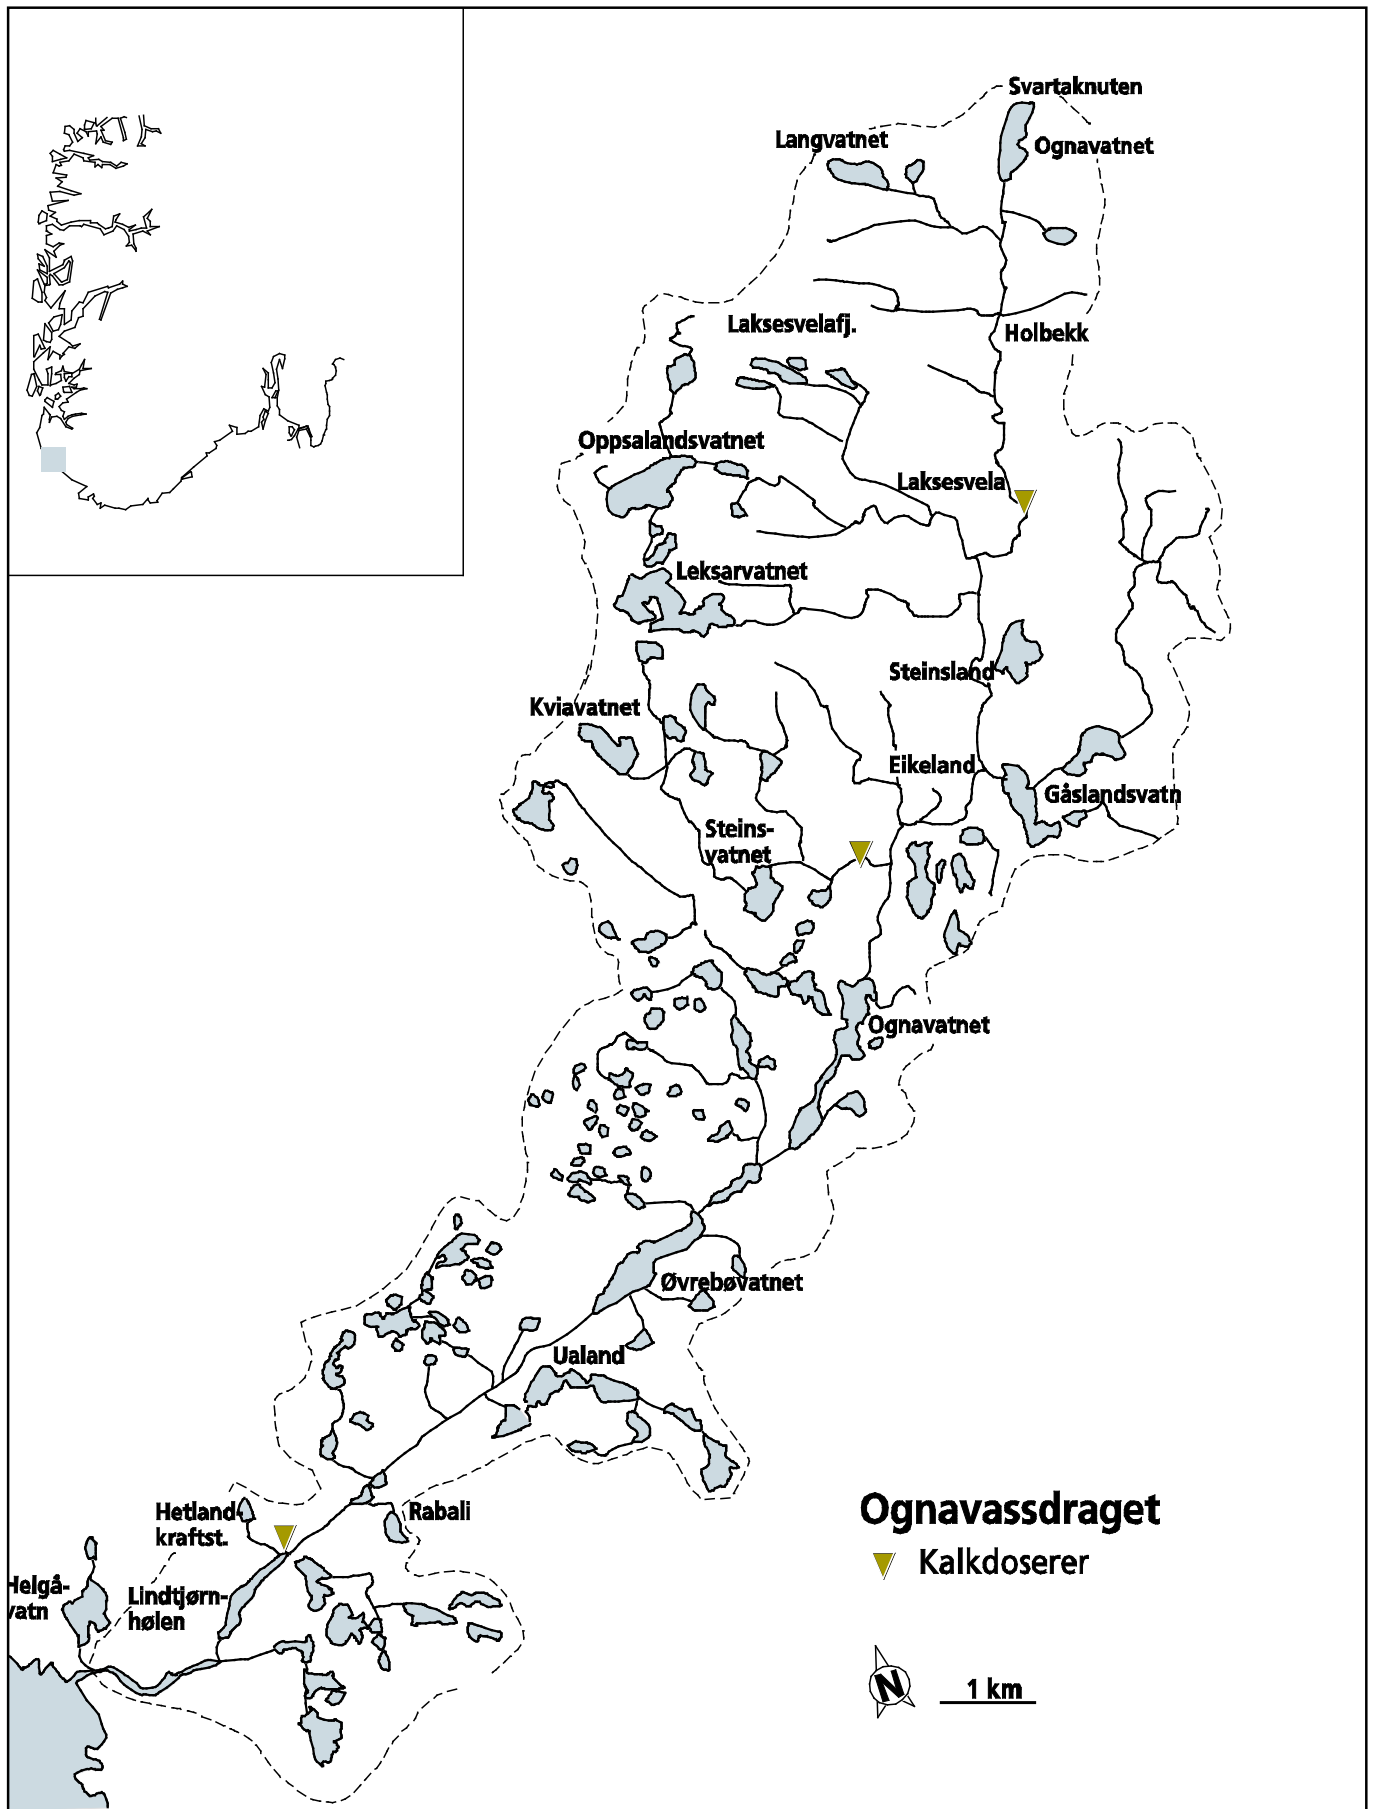 Svartaknuten
Langvatnet
Ognavatnet
Laksesvelafj.
Holbekk
Oppsalandsvatnet
Laksesvela
Leksarvatnet
Steinsland
Kviavatnet
Eikeland
Gåslandsvatn
Steins-
vatnet
Ognavatnet
Øvrebøvatnet
Ualand
Hetland-
kraftst.
Rabali
Helgå-
vatn
Lindtjørn-
hølen
Ognavassdraget
Kalkdoserer
N
1 km